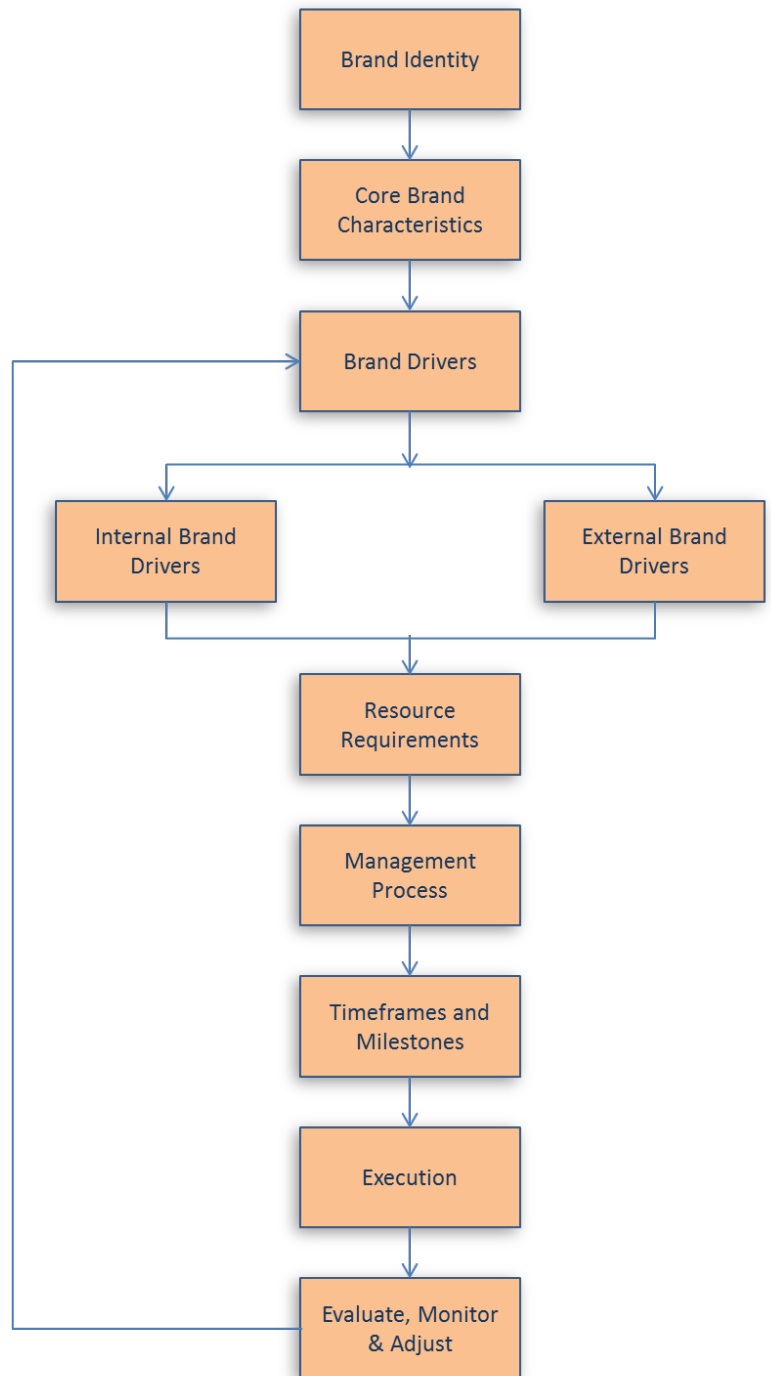 Brand Identity
Core Brand
Characteristics
Brand Drivers
Internal Brand
Drivers
External Brand
Drivers
Resource
Requirements
Management
Process
Timeframes and
Milestones
Execution
Evaluate, Monitor
& Adjust